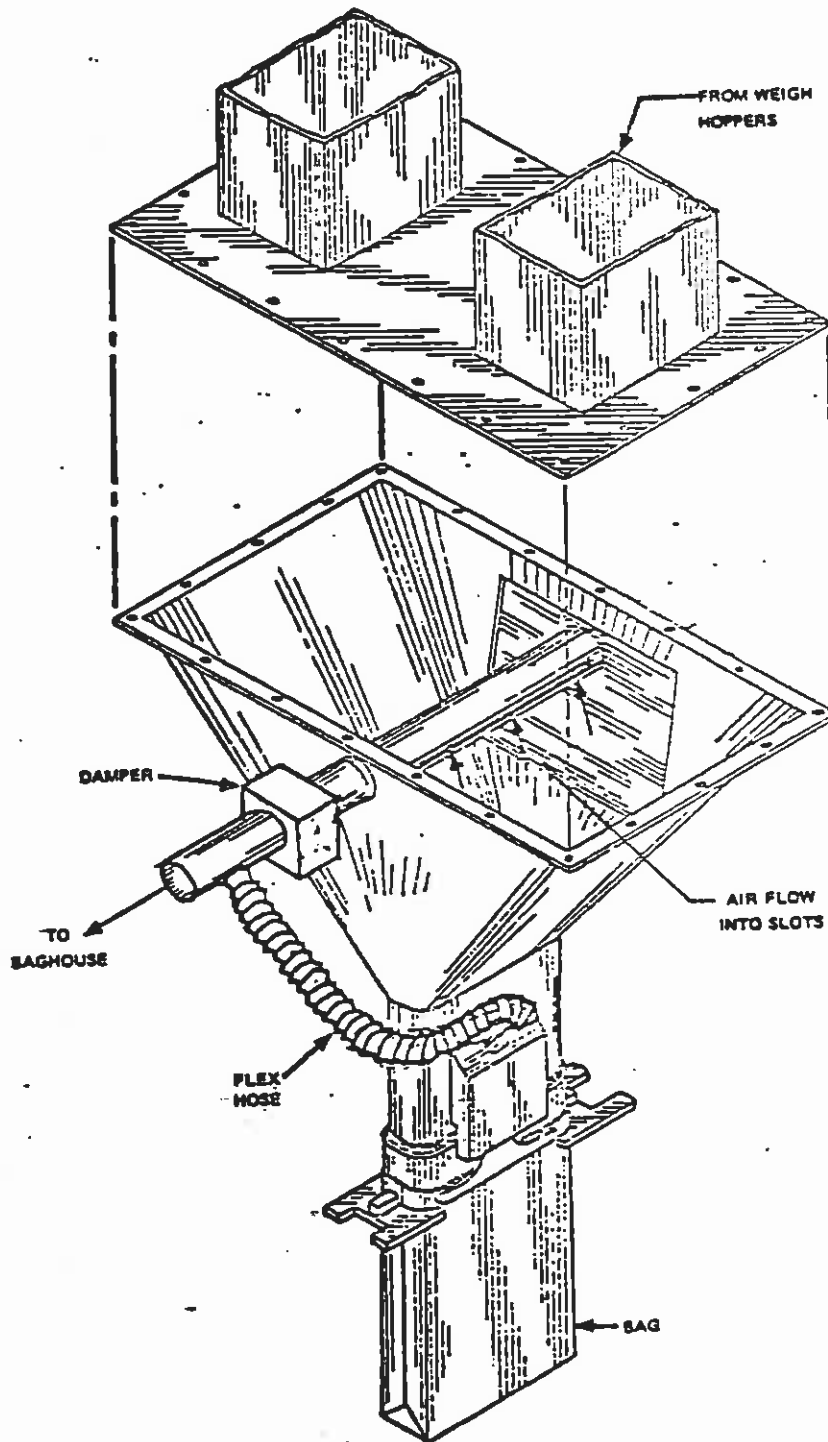 FROM WEIGH
HOPPERS
DAMPER
AIR FLOW
INTO SLOTS
TO
BAGHOUSE
FLEX
HOSE
BAG